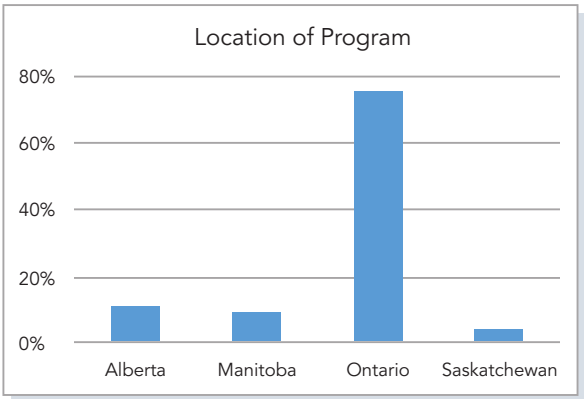 Location of Program
80%
60%
40%
20%
0%
Alberta Manitoba Ontario Saskatchewan